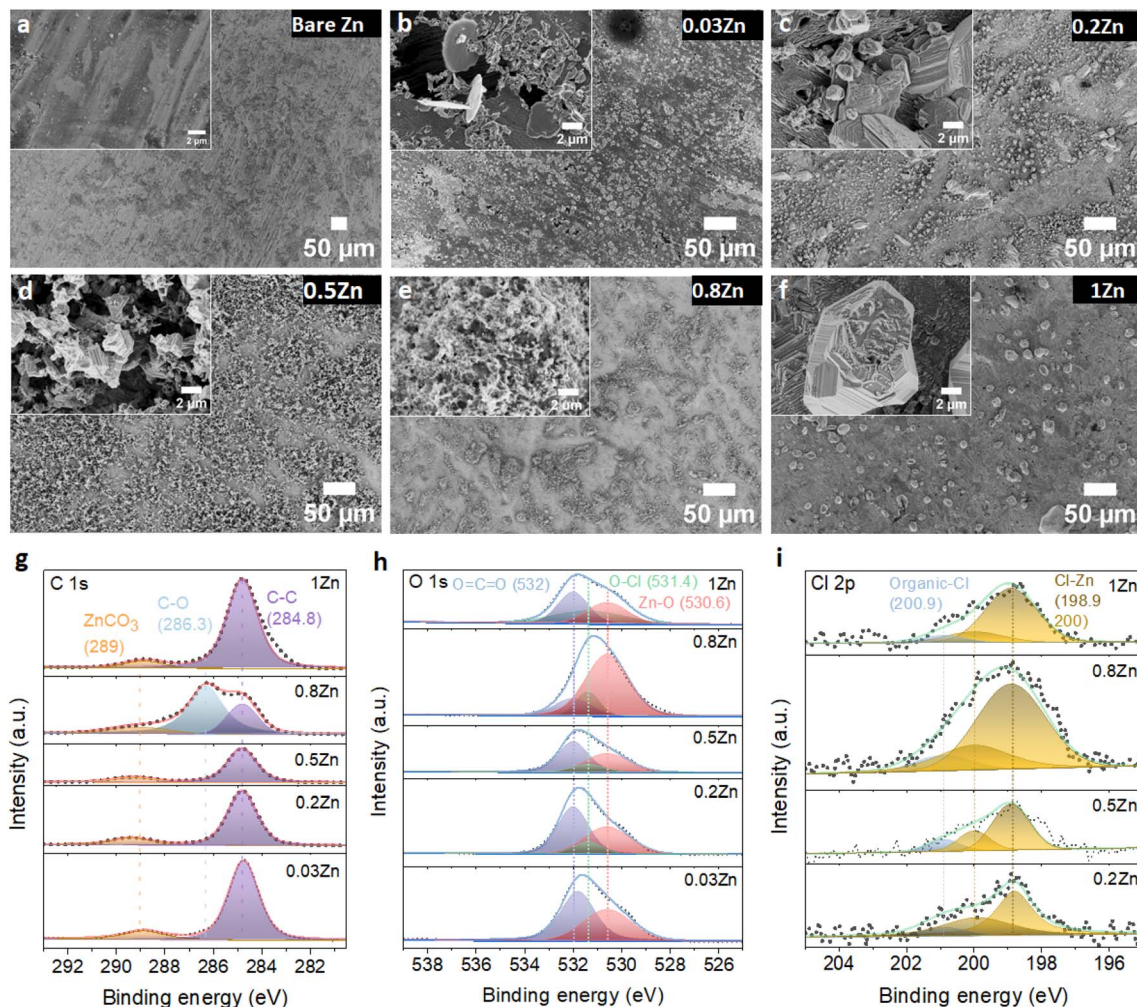 a
Bare Zn
2 µm
50 µm
b
0.03Zn
2 µm
50 µm
c
0.2Zn
2 µm
50 µm
d
0.5Zn
2 µm
50 µm
e
0.8Zn
2 µm
50 µm
f
1Zn
2 µm
50 µm
g
C 1s
1Zn
ZnCO3
(289)
C-O
(286.3)
C-C
(284.8)
0.8Zn
0.5Zn
0.2Zn
0.03Zn
Intensity (a.u.)
292 290 288 286 284 282
Binding energy (eV)
h
O 1s
O=C=O (532)
O-Cl (531.4)
1Zn
Zn-O (530.6)
0.8Zn
0.5Zn
0.2Zn
0.03Zn
Intensity (a.u.)
538 536 534 532 530 528 526
Binding energy (eV)
i
Cl 2p
1Zn
Organic-Cl
(200.9)
Cl-Zn
(198.9
200)
0.8Zn
0.5Zn
0.2Zn
Intensity (a.u.)
204 202 200 198 196
Binding energy (eV)